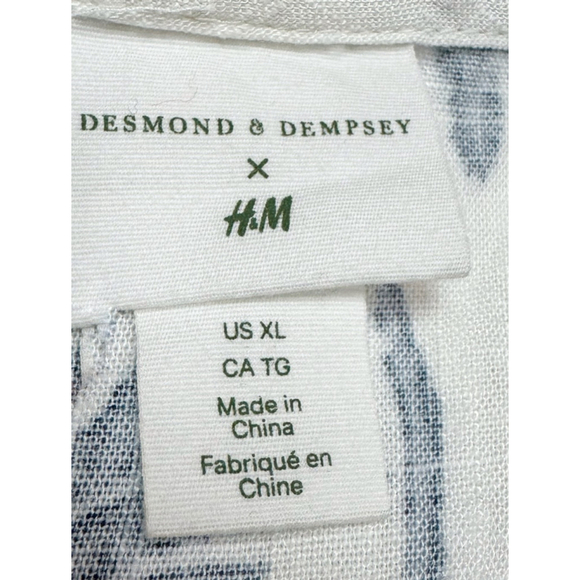 DESMOND & DEMPSEY
×
H&M
US XL
CA TG
Made in
China
Fabriqué en
Chine